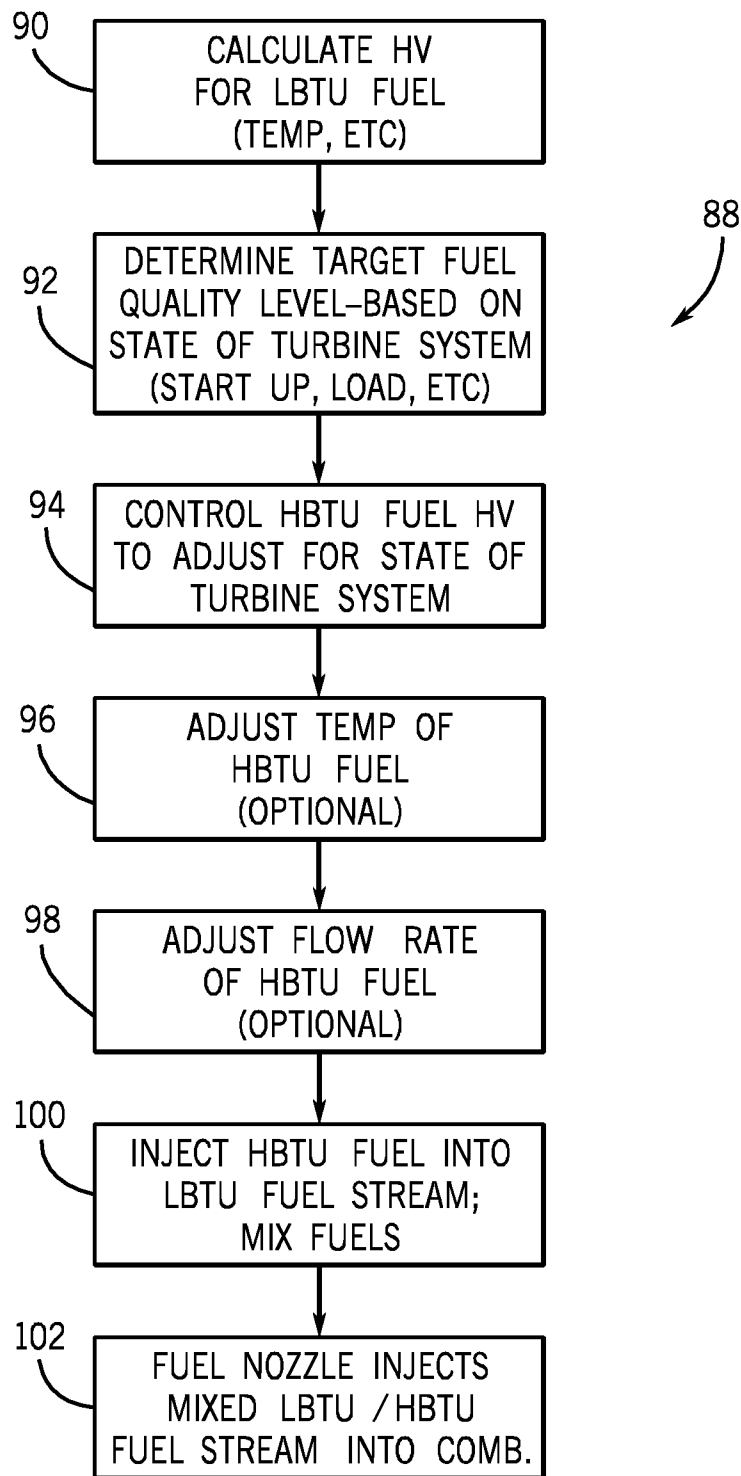 90
CALCULATE HV
FOR LBTU FUEL
(TEMP, ETC)
88
92
DETERMINE TARGET FUEL
QUALITY LEVEL–BASED ON
STATE OF TURBINE SYSTEM
(START UP, LOAD, ETC)
94
CONTROL HBTU FUEL HV
TO ADJUST FOR STATE OF
TURBINE SYSTEM
96
ADJUST TEMP OF
HBTU FUEL
(OPTIONAL)
98
ADJUST FLOW RATE
OF HBTU FUEL
(OPTIONAL)
100
INJECT HBTU FUEL INTO
LBTU FUEL STREAM;
MIX FUELS
102
FUEL NOZZLE INJECTS
MIXED LBTU /HBTU
FUEL STREAM INTO COMB.